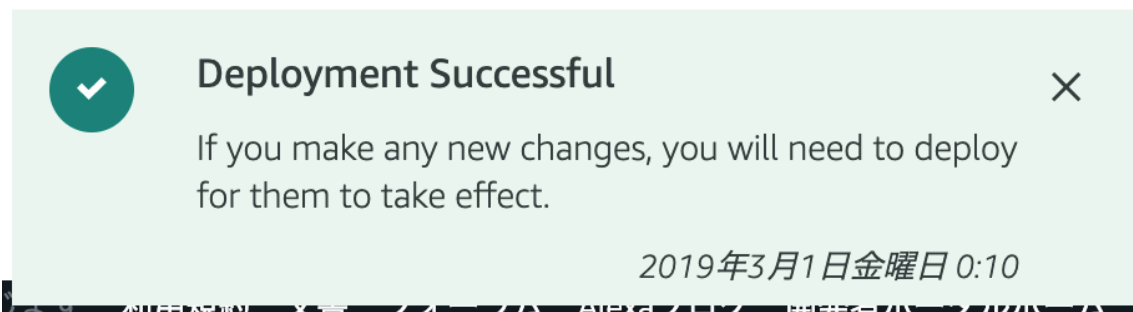 Deployment Successful
If you make any new changes, you will need to deploy
for them to take effect.
2019年3月1日金曜日 0:10